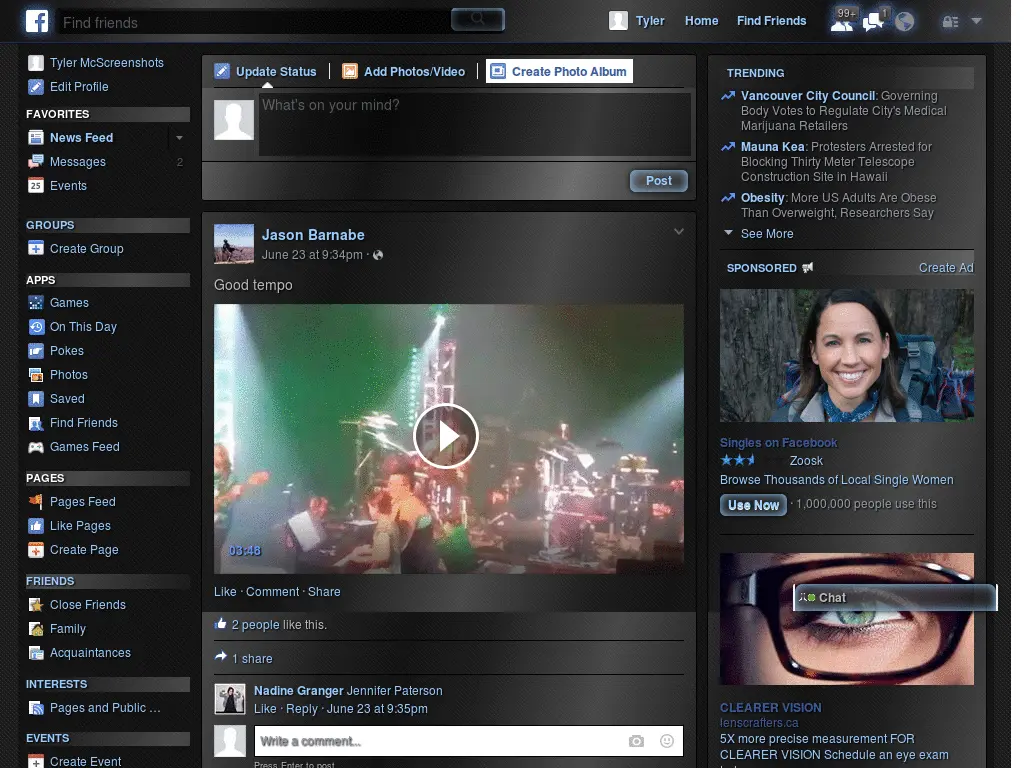 Find friends
Tyler
Home
Find Friends
99+
1
Tyler McScreenshots
Edit Profile
FAVORITES
News Feed
Messages 2
25 Events
GROUPS
Create Group
APPS
Games
On This Day
Pokes
Photos
Saved
Find Friends
Games Feed
PAGES
Pages Feed
Like Pages
Create Page
FRIENDS
Close Friends
Family
Acquaintances
INTERESTS
Pages and Public ...
EVENTS
Create Event
Update Status
Add Photos/Video
Create Photo Album
What's on your mind?
Post
Jason Barnabe
June 23 at 9:34pm ·
Good tempo
03:46
Like · Comment · Share
2 people like this.
1 share
Nadine Granger Jennifer Paterson
Like · Reply · June 23 at 9:35pm
Write a comment...
Press Enter to post.
TRENDING
Vancouver City Council: Governing
Body Votes to Regulate City's Medical
Marijuana Retailers
Mauna Kea: Protesters Arrested for
Blocking Thirty Meter Telescope
Construction Site in Hawaii
Obesity: More US Adults Are Obese
Than Overweight, Researchers Say
See More
SPONSORED
Create Ad
Singles on Facebook
Zoosk
Browse Thousands of Local Single Women
Use Now · 1,000,000 people use this
Chat
CLEARER VISION
lenscrafters.ca
5X more precise measurement FOR
CLEARER VISION Schedule an eye exam